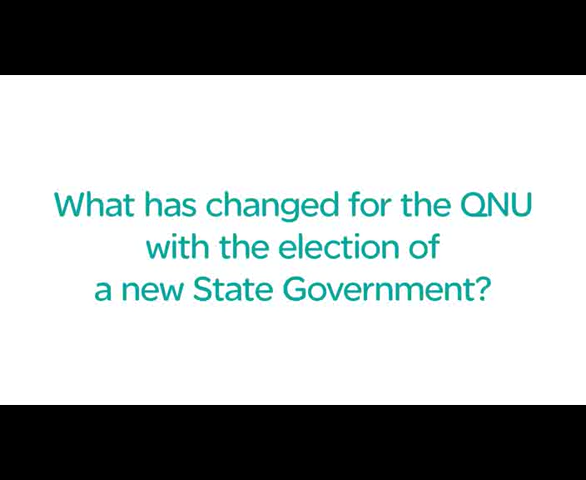 What has changed for the QNU
with the election of
a new State Government?